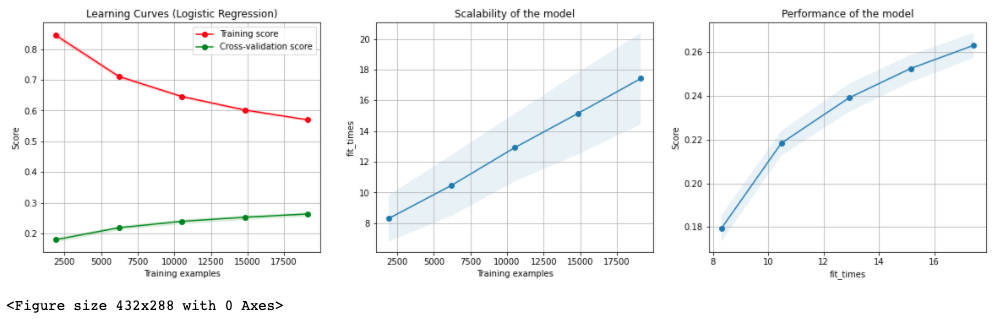 Learning Curves (Logistic Regression)
Training score
Cross-validation score
Score
0.8
0.7
0.6
0.5
0.4
0.3
0.2
2500 5000 7500 10000 12500 15000 17500
Training examples
Scalability of the model
fit_times
20
18
16
14
12
10
8
2500 5000 7500 10000 12500 15000 17500
Training examples
Performance of the model
Score
0.26
0.24
0.22
0.20
0.18
8 10 12 14 16
fit_times
<Figure size 432x288 with 0 Axes>